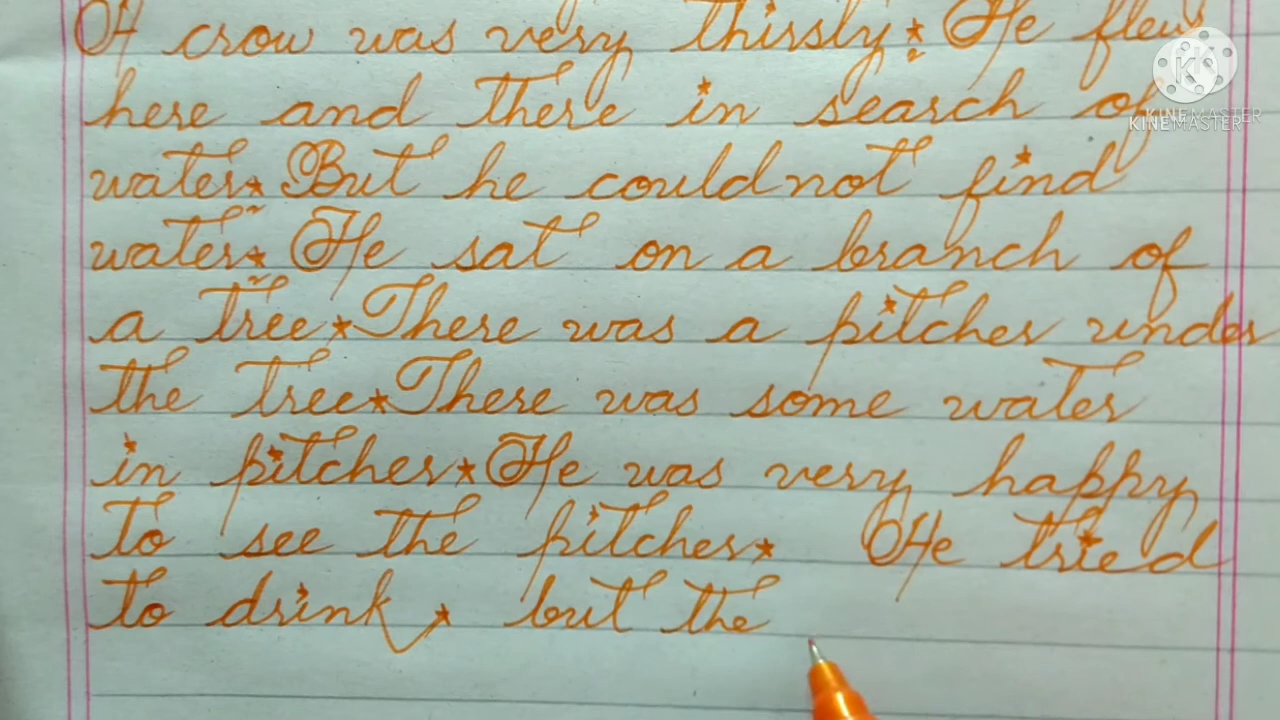 A crow was very thirsty. He flew
here and there in search of
water. But he could not find
water. He sat on a branch of
a tree. There was a pitcher under
the tree. There was some water
in pitcher. He was very happy
to see the pitcher. He tried
to drink, but the
KINEMASTER
KINEMASTER